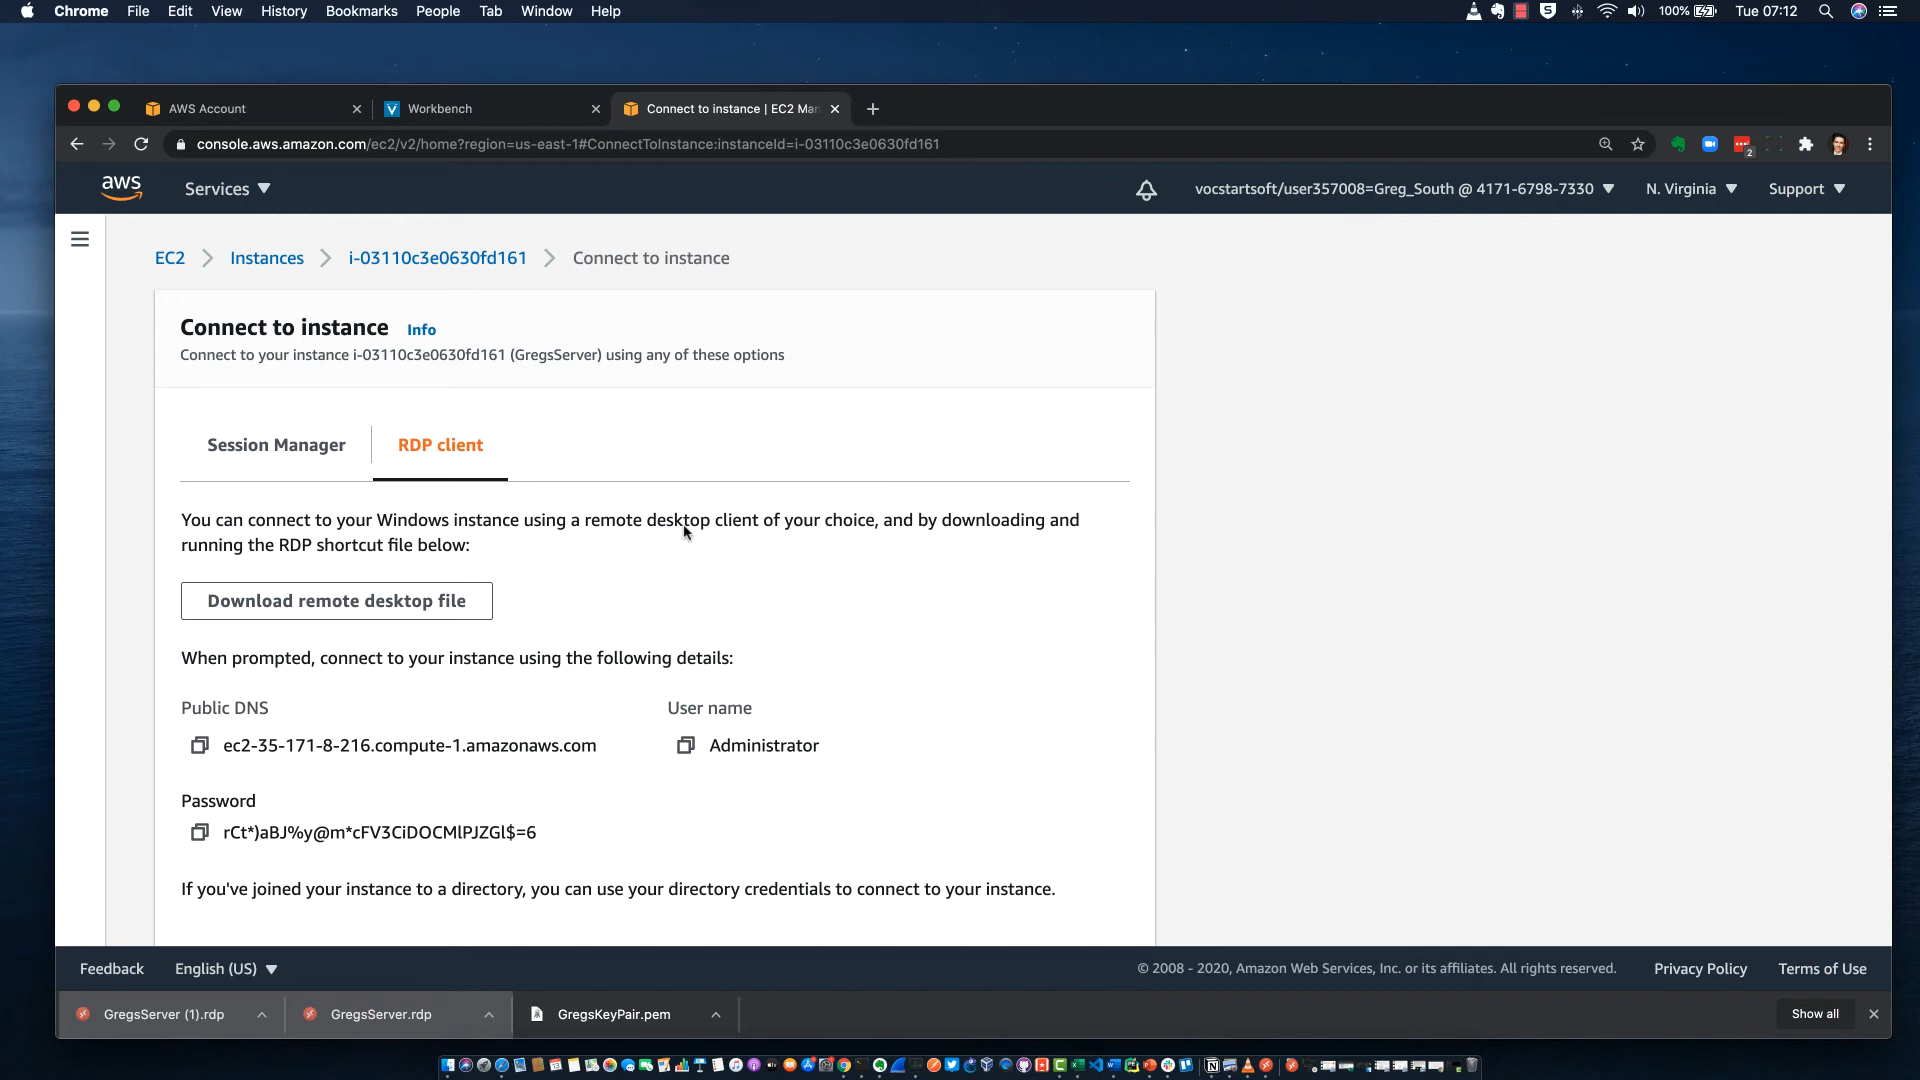 Chrome File Edit View History Bookmarks People Tab Window Help
100% Tue 07:12
AWS Account
Workbench
Connect to instance | EC2 Man
console.aws.amazon.com/ec2/v2/home?region=us-east-1#ConnectToInstance:instanceId=i-03110c3e0630fd161
2
aws Services
vocstartsoft/user357008=Greg_South @ 4171-6798-7330 N. Virginia Support
EC2 Instances i-03110c3e0630fd161 Connect to instance
Connect to instance Info
Connect to your instance i-03110c3e0630fd161 (GregsServer) using any of these options
Session Manager RDP client
You can connect to your Windows instance using a remote desktop client of your choice, and by downloading and
running the RDP shortcut file below:
Download remote desktop file
When prompted, connect to your instance using the following details:
Public DNS User name
ec2-35-171-8-216.compute-1.amazonaws.com Administrator
Password
rCt*)aBJ%y@m*cFV3CiDOCMlPJZGl$=6
If you've joined your instance to a directory, you can use your directory credentials to connect to your instance.
Feedback English (US)
© 2008 - 2020, Amazon Web Services, Inc. or its affiliates. All rights reserved. Privacy Policy Terms of Use
GregsServer (1).rdp GregsServer.rdp GregsKeyPair.pem Show all